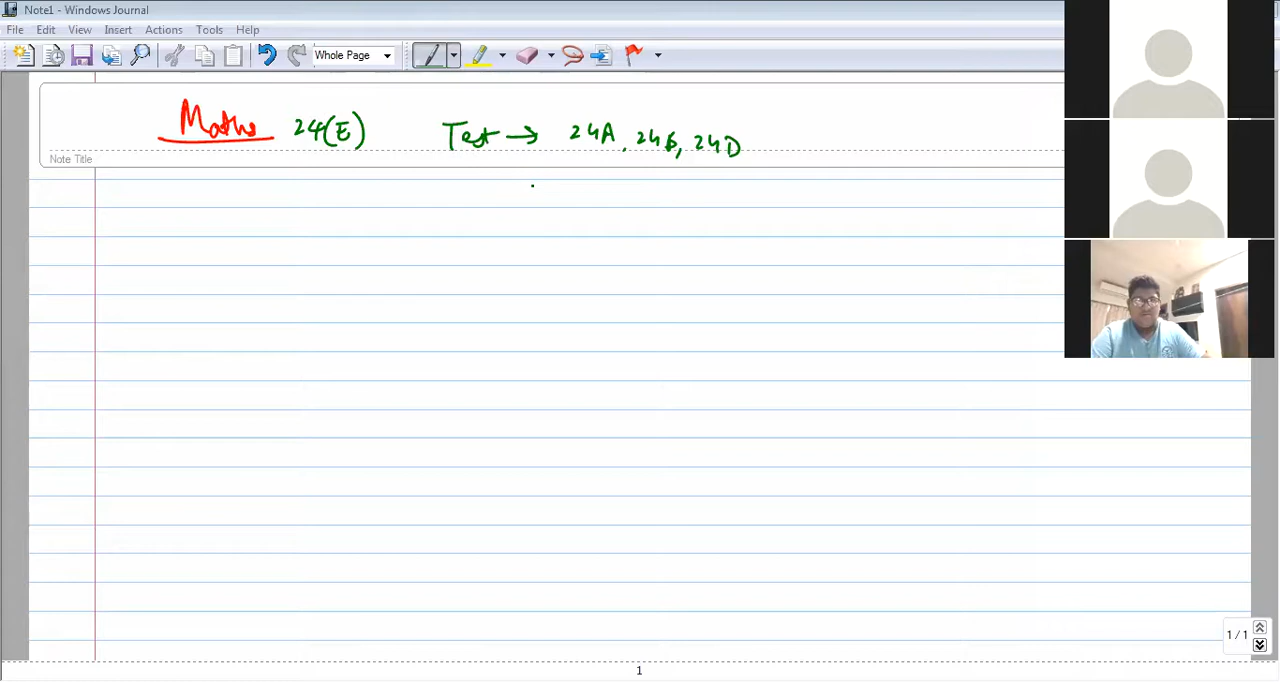 Note1 - Windows Journal
File Edit View Insert Actions Tools Help
Whole Page
Maths 24(E) Test → 24A, 24B, 24D
Note Title
1 / 1
1